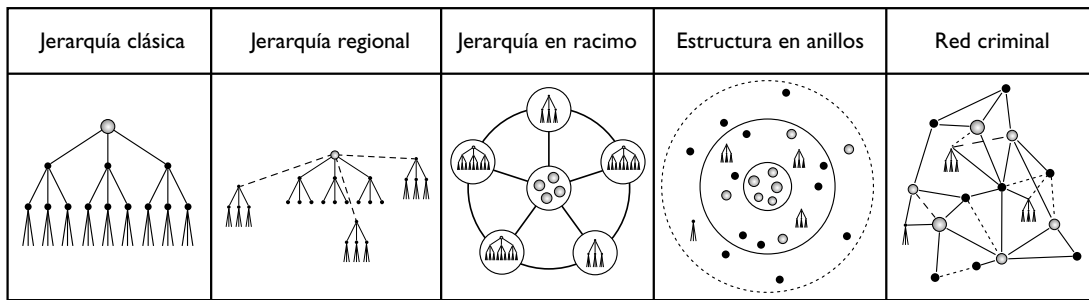 Jerarquía clásica
Jerarquía regional
Jerarquía en racimo
Estructura en anillos
Red criminal